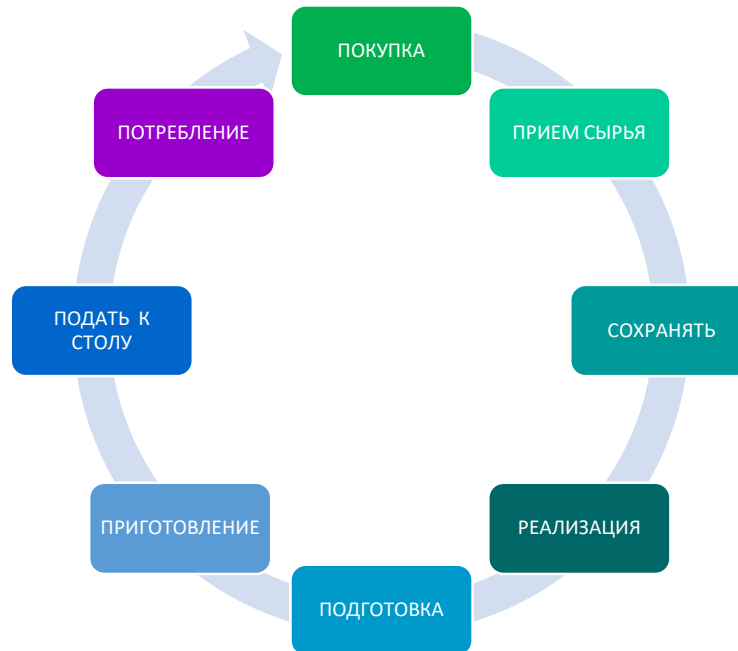 ПОКУПКА
ПРИЕМ СЫРЬЯ
СОХРАНЯТЬ
РЕАЛИЗАЦИЯ
ПОДГОТОВКА
ПРИГОТОВЛЕНИЕ
ПОДАТЬ К
СТОЛУ
ПОТРЕБЛЕНИЕ